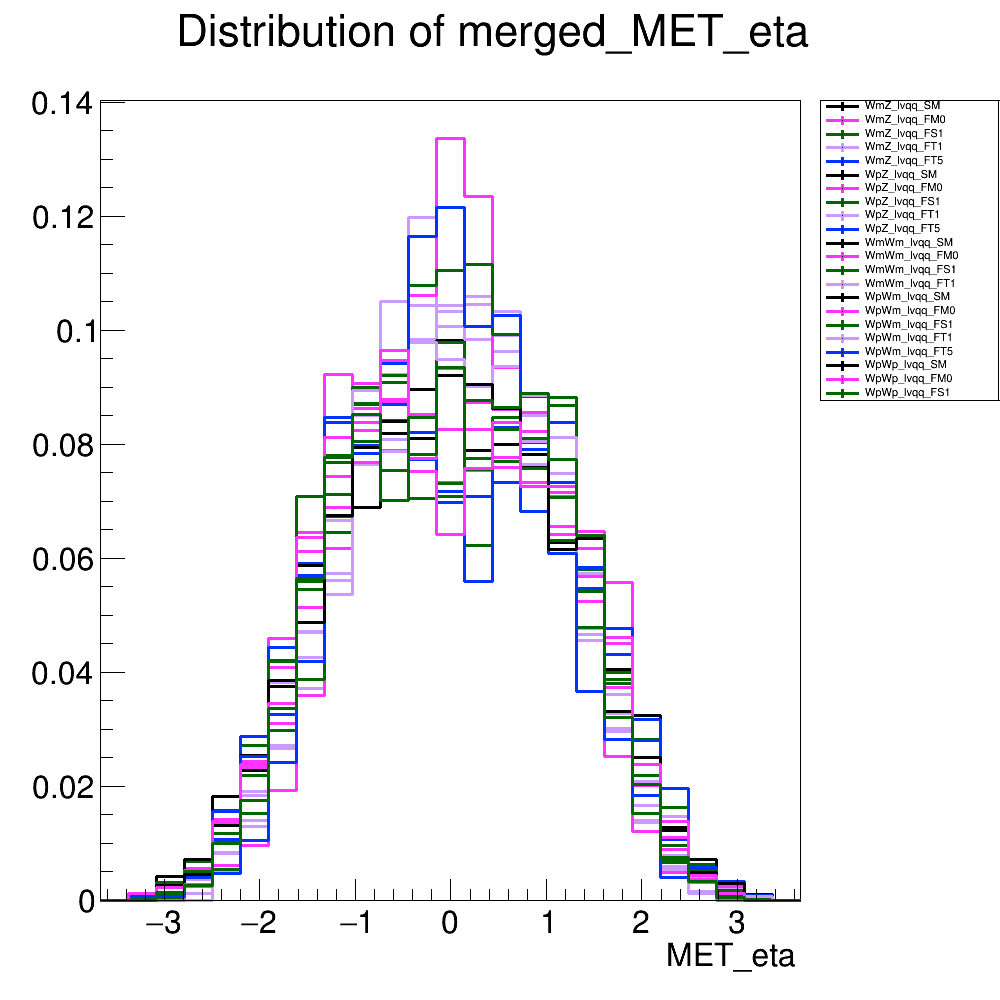 Distribution of merged_MET_eta
0.14
0.12
0.1
0.08
0.06
0.04
0.02
0
−3 −2 −1 0 1 2 3
MET_eta
WmZ_lvqq_SM
WmZ_lvqq_FM0
WmZ_lvqq_FS1
WmZ_lvqq_FT1
WmZ_lvqq_FT5
WpZ_lvqq_SM
WpZ_lvqq_FM0
WpZ_lvqq_FS1
WpZ_lvqq_FT1
WpZ_lvqq_FT5
WmWm_lvqq_SM
WmWm_lvqq_FM0
WmWm_lvqq_FS1
WmWm_lvqq_FT1
WpWm_lvqq_SM
WpWm_lvqq_FM0
WpWm_lvqq_FS1
WpWm_lvqq_FT1
WpWm_lvqq_FT5
WpWp_lvqq_SM
WpWp_lvqq_FM0
WpWp_lvqq_FS1